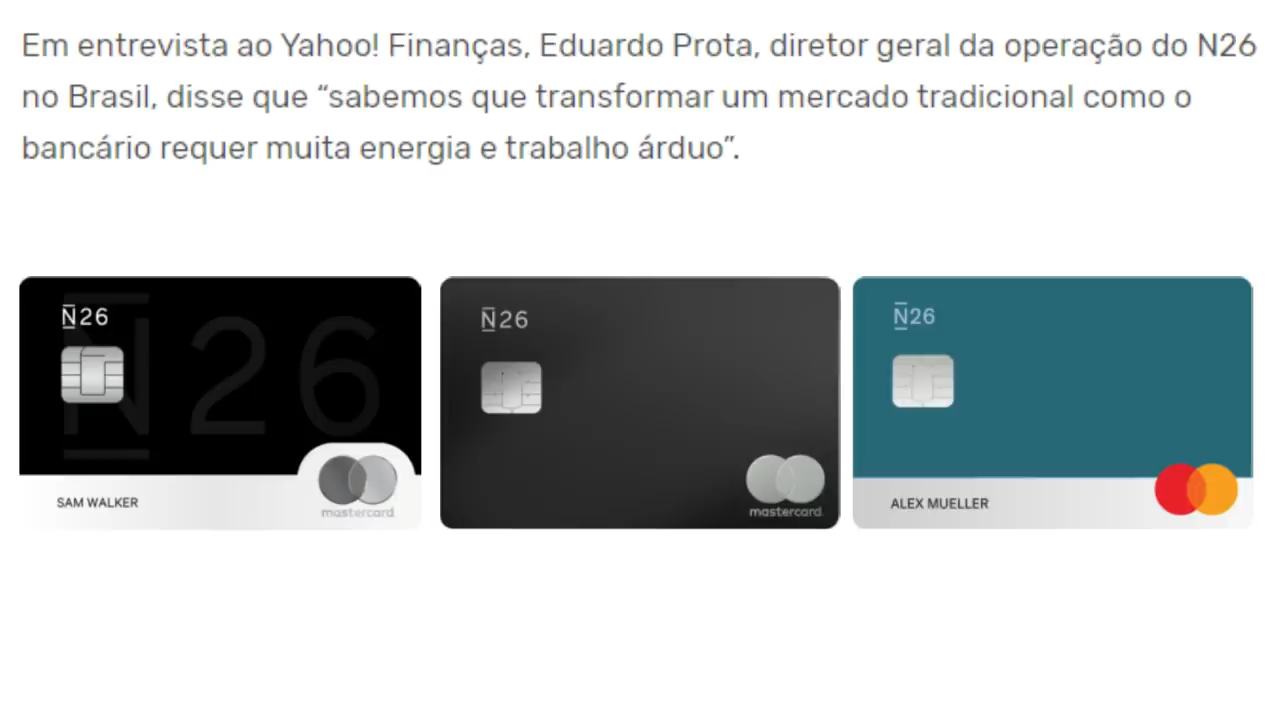 Em entrevista ao Yahoo! Finanças, Eduardo Prota, diretor geral da operação do N26
no Brasil, disse que “sabemos que transformar um mercado tradicional como o
bancário requer muita energia e trabalho árduo”.
N26
N26
SAM WALKER
mastercard
N26
mastercard
N26
ALEX MUELLER